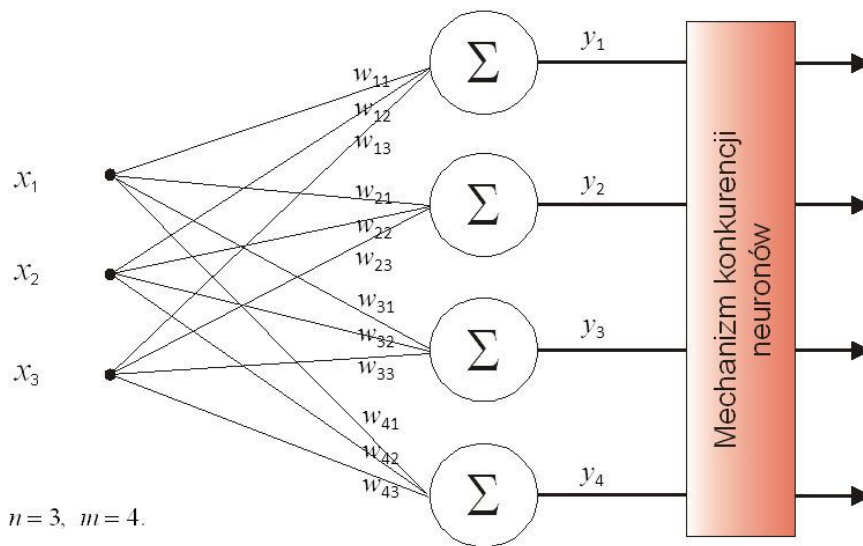 x₁
x₂
x₃
w₁₁
w₁₂
w₁₃
w₂₁
w₂₂
w₂₃
w₃₁
w₃₂
w₃₃
w₄₁
w₄₂
w₄₃
Σ
Σ
Σ
Σ
y₁
y₂
y₃
y₄
Mechanizm konkurencji
neuronów
n = 3, m = 4.